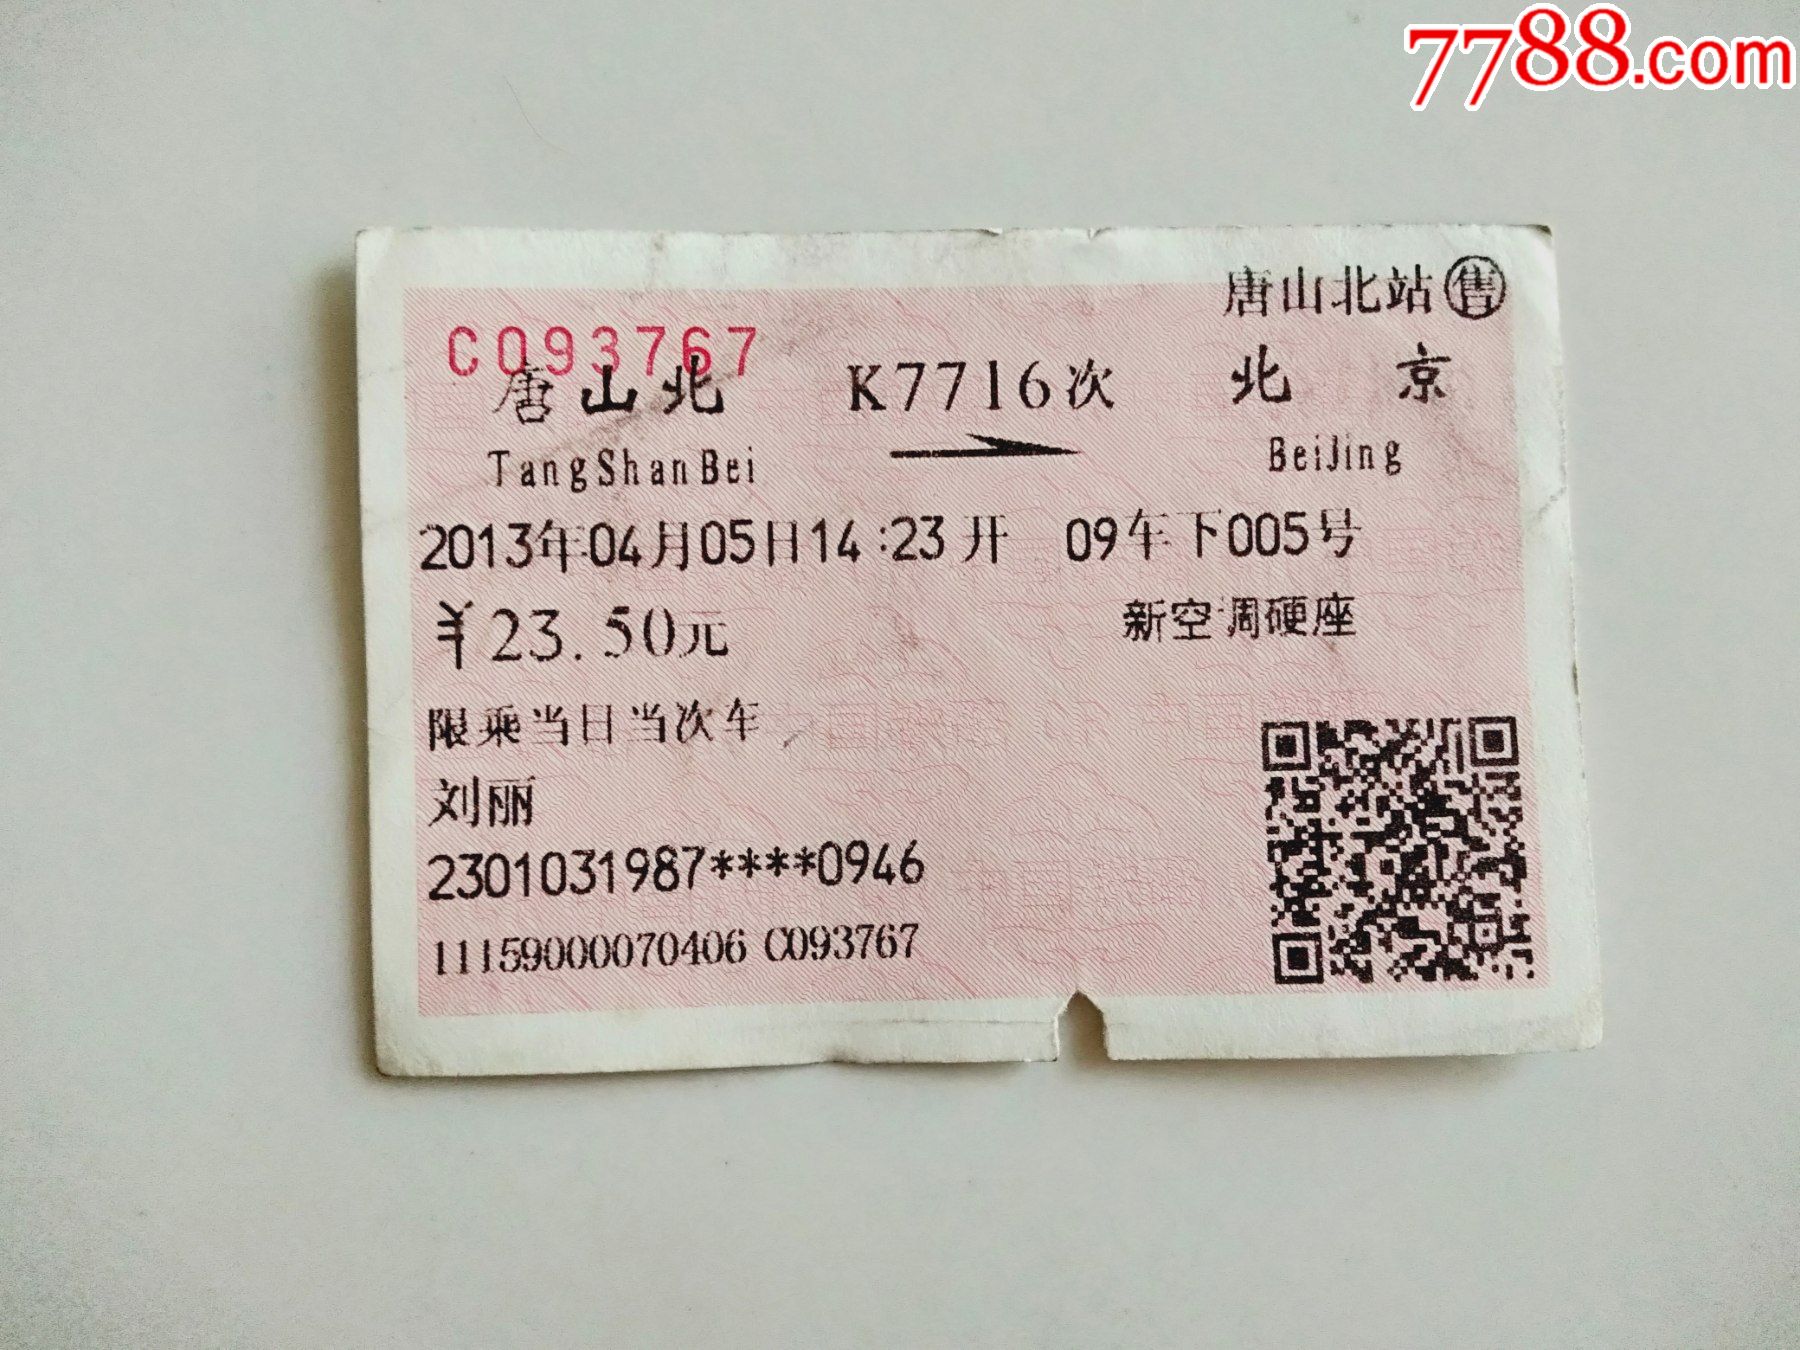 7788.com
唐山北站售
C093767
唐山北 K7716次 北京
TangShanBei BeiJing
2013年04月05日14:23开 09车下005号
¥23.50元 新空调硬座
限乘当日当次车
刘丽
2301031987****0946
11159000070406 C093767